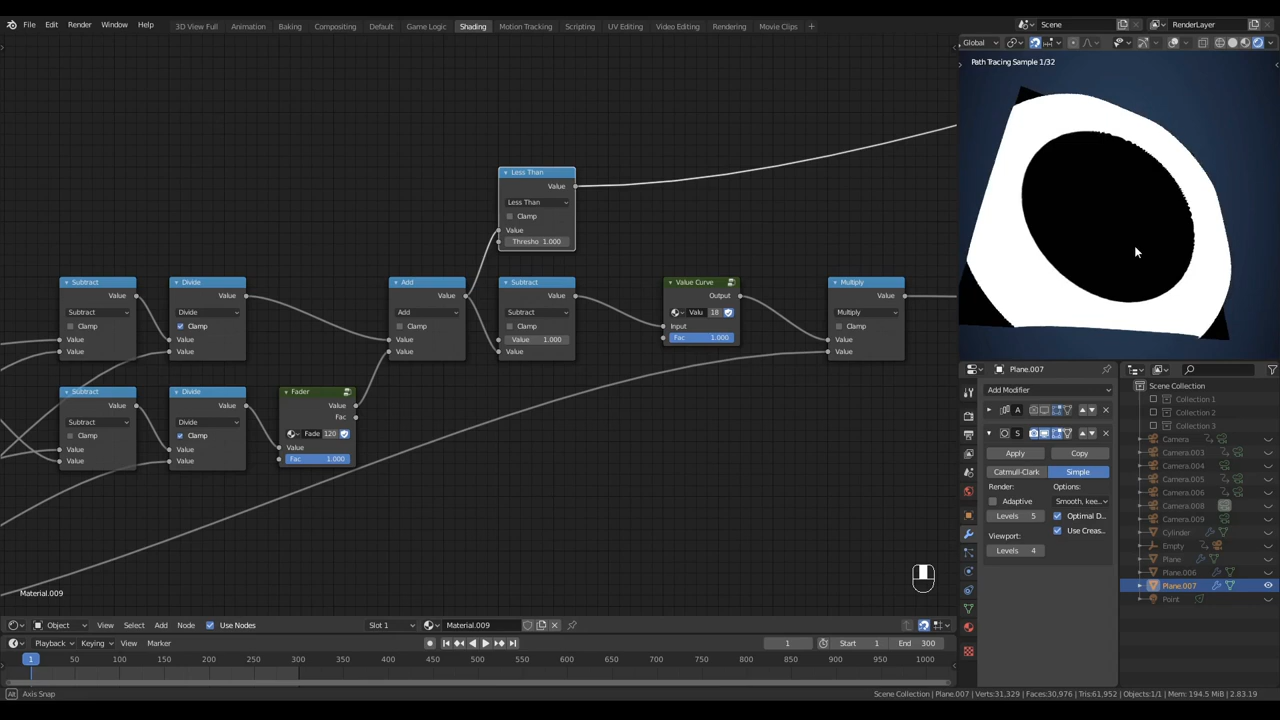 File Edit Render Window Help
3D View Full Animation Baking Compositing Default Game Logic Shading Motion Tracking Scripting UV Editing Video Editing Rendering Movie Clips +
Scene
RenderLayer
Global
Path Tracing Sample 1/32
Less Than
Value
Less Than
Clamp
Value
Thresho 1.000
Subtract
Value
Subtract
Clamp
Value
Value
Divide
Value
Divide
Clamp
Value
Value
Add
Value
Add
Clamp
Value
Value
Subtract
Value
Subtract
Clamp
Value 1.000
Value
Value Curve
Output
Valu 18
Input
Fac 1.000
Multiply
Value
Multiply
Clamp
Value
Value
Subtract
Value
Subtract
Clamp
Value
Value
Divide
Value
Divide
Clamp
Value
Value
Fader
Value
Fac
Fade 120
Value
Fac 1.000
Plane.007
Add Modifier
A
S
Apply Copy
Catmull-Clark Simple
Render: Options:
Adaptive Smooth, kee..
Levels 5 Optimal D..
Use Creas..
Viewport:
Levels 4
Scene Collection
Collection 1
Collection 2
Collection 3
Camera
Camera.003
Camera.004
Camera.005
Camera.006
Camera.008
Camera.009
Cylinder
Empty
Plane
Plane.006
Plane.007
Point
Material.009
Object View Select Add Node Use Nodes Slot 1 Material.009
Playback Keying View Marker 1 Start 1 End 300
1 50 100 150 200 250 300 350 400 450 500 550 600 650 700 750 800 850 900 950 1000
Alt Axis Snap
Scene Collection | Plane.007 | Verts:31,329 | Faces:30,976 | Tris:61,952 | Objects:1/1 | Mem: 194.5 MiB | 2.83.19